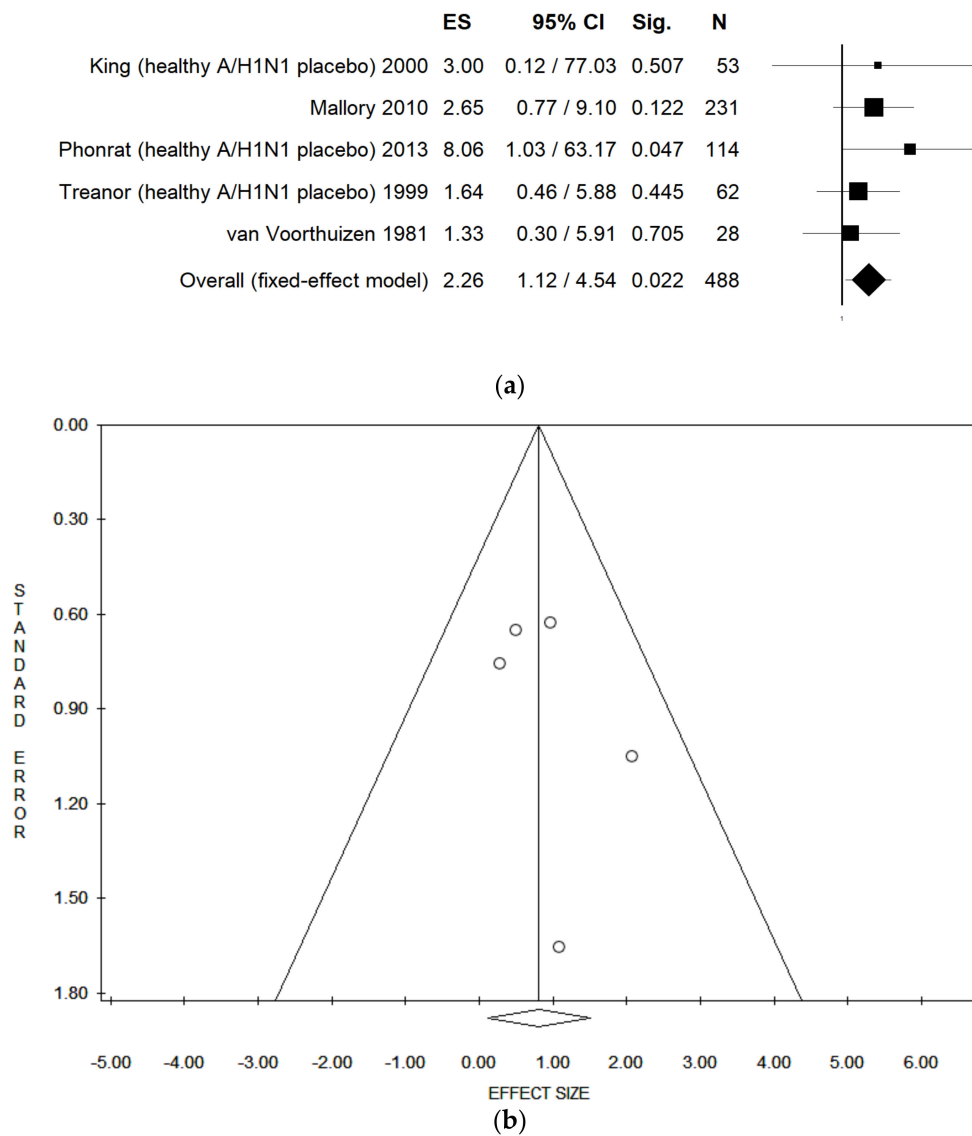 ES 95% CI Sig. N
King (healthy A/H1N1 placebo) 2000 3.00 0.12 / 77.03 0.507 53
Mallory 2010 2.65 0.77 / 9.10 0.122 231
Phonrat (healthy A/H1N1 placebo) 2013 8.06 1.03 / 63.17 0.047 114
Treanor (healthy A/H1N1 placebo) 1999 1.64 0.46 / 5.88 0.445 62
van Voorthuizen 1981 1.33 0.30 / 5.91 0.705 28
Overall (fixed-effect model) 2.26 1.12 / 4.54 0.022 488
1
(a)
0.00
0.30
0.60
0.90
1.20
1.50
1.80
STANDARD ERROR
-5.00 -4.00 -3.00 -2.00 -1.00 0.00 1.00 2.00 3.00 4.00 5.00 6.00
EFFECT SIZE
(b)